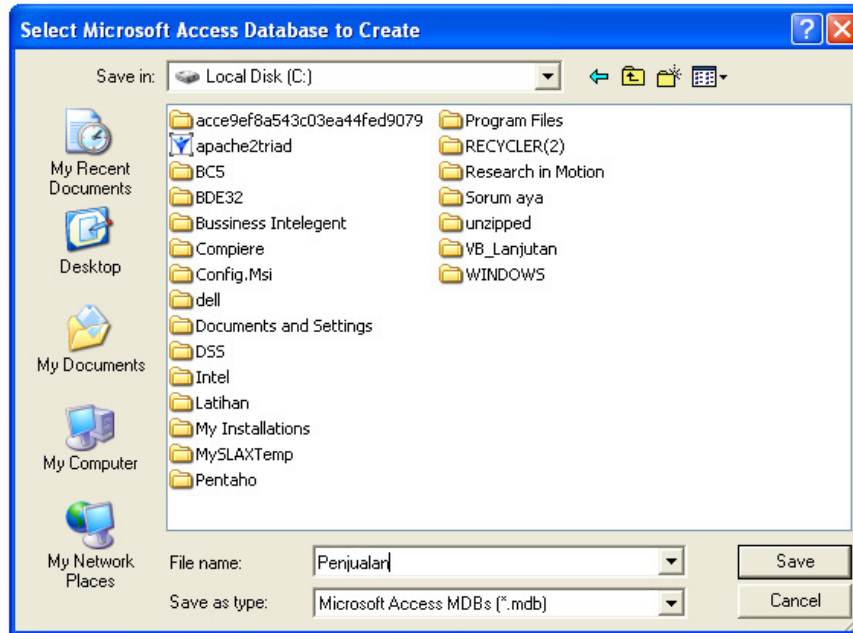 Select Microsoft Access Database to Create
Save in:
Local Disk (C:)
My Recent
Documents
Desktop
My Documents
My Computer
My Network
Places
acce9ef8a543c03ea44fed9079
apache2triad
BC5
BDE32
Bussiness Intelegent
Compiere
Config.Msi
dell
Documents and Settings
DSS
Intel
Latihan
My Installations
MySLAXTemp
Pentaho
Program Files
RECYCLER(2)
Research in Motion
Sorum aya
unzipped
VB_Lanjutan
WINDOWS
File name:
Penjualan
Save
Save as type:
Microsoft Access MDBs (*.mdb)
Cancel